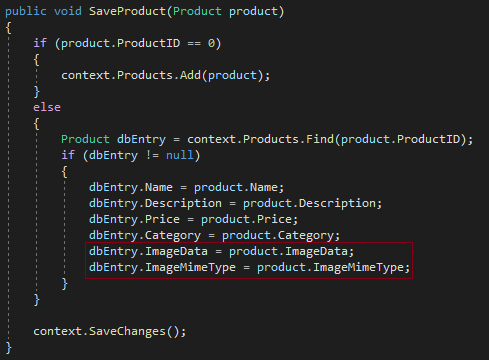 public void SaveProduct(Product product)
{
if (product.ProductID == 0)
{
context.Products.Add(product);
}
else
{
Product dbEntry = context.Products.Find(product.ProductID);
if (dbEntry != null)
{
dbEntry.Name = product.Name;
dbEntry.Description = product.Description;
dbEntry.Price = product.Price;
dbEntry.Category = product.Category;
dbEntry.ImageData = product.ImageData;
dbEntry.ImageMimeType = product.ImageMimeType;
}
}
context.SaveChanges();
}